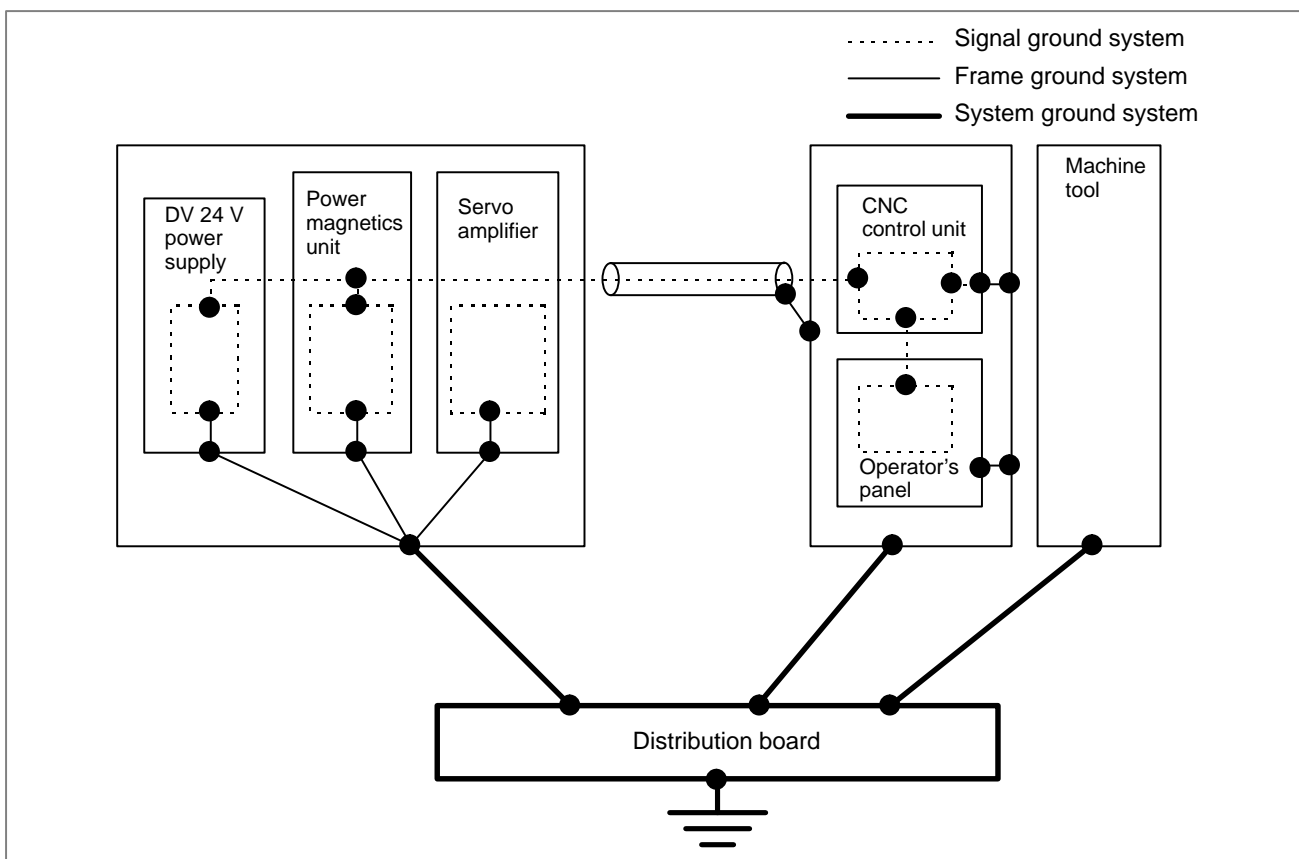 Signal ground system
Frame ground system
System ground system
DV 24 V
power
supply
Power
magnetics
unit
Servo
amplifier
CNC
control unit
Operator’s
panel
Machine
tool
Distribution board